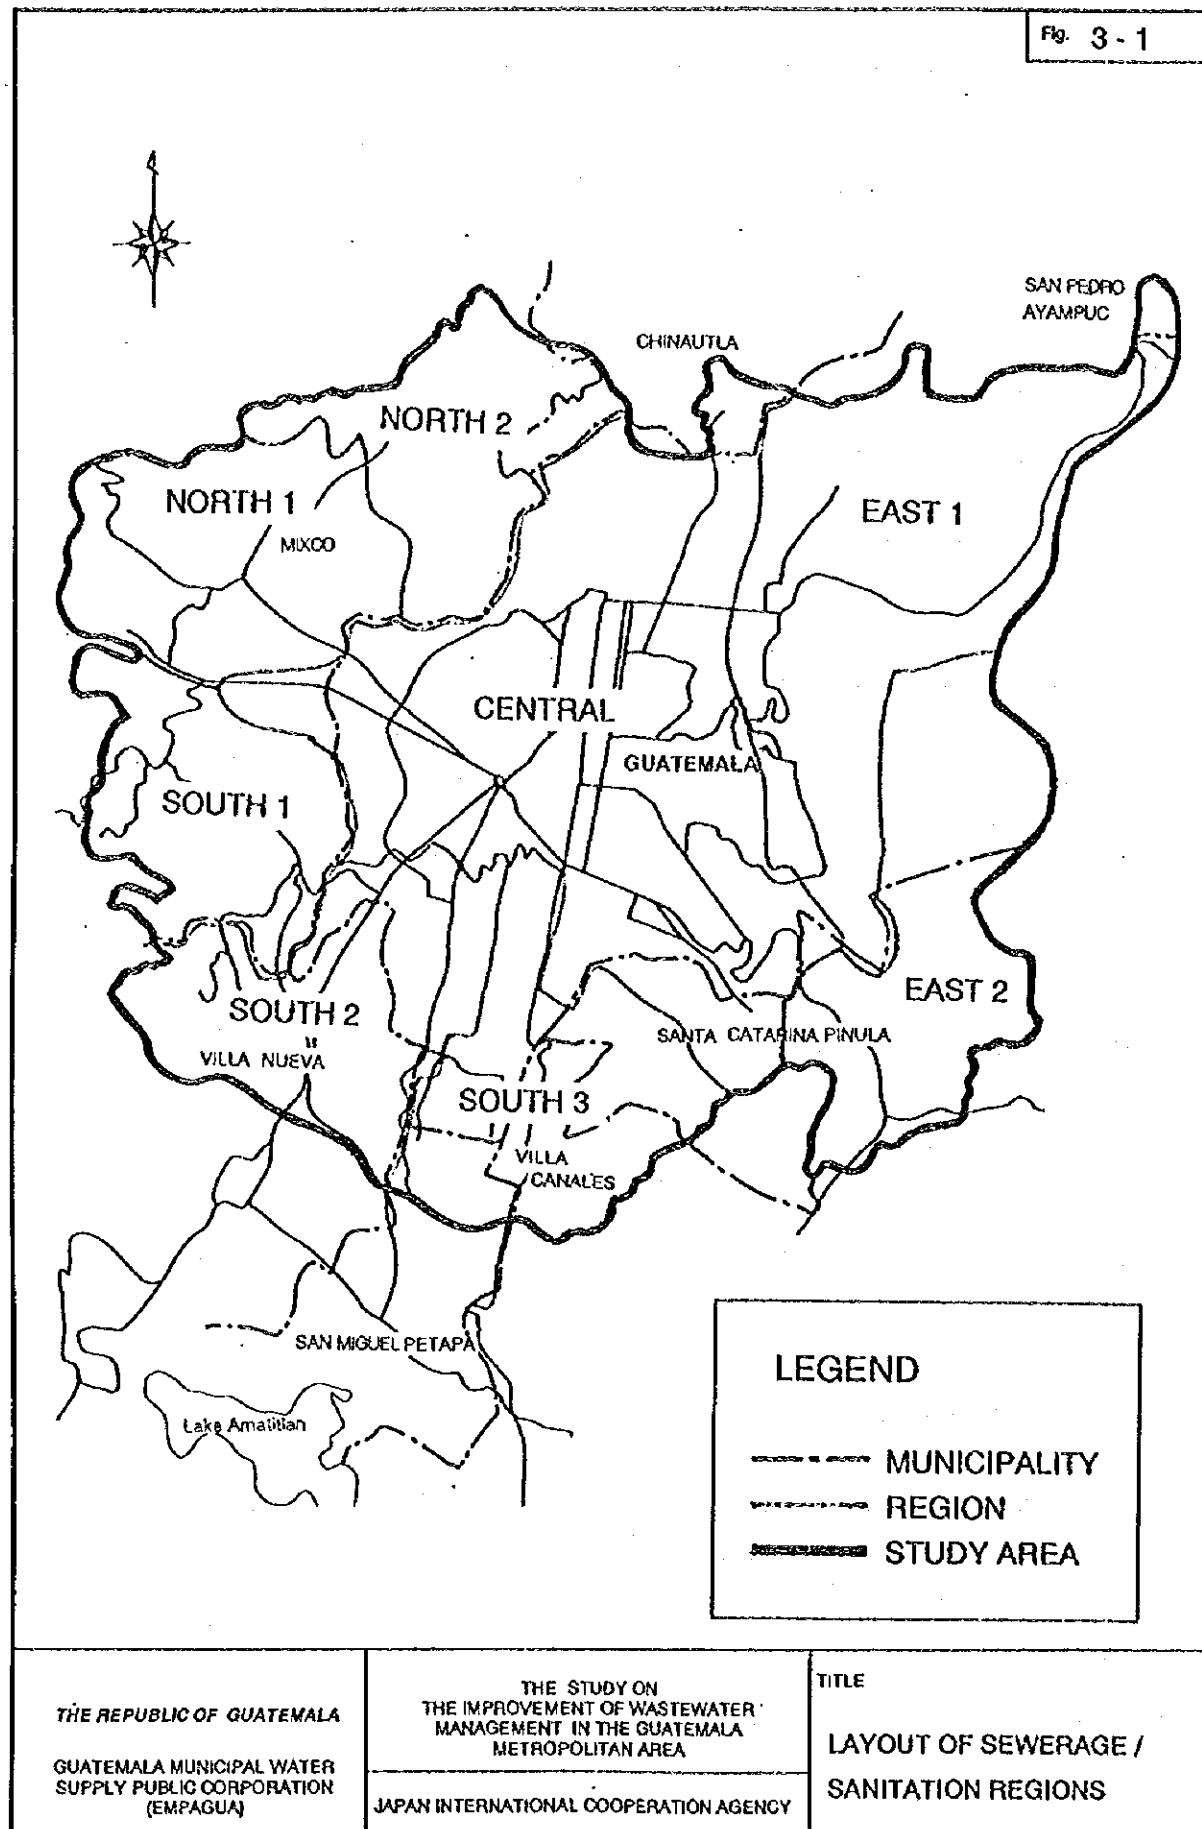 Fig. 3 - 1
SAN PEDRO
AYAMPUC
CHINAUTLA
NORTH 2
NORTH 1
EAST 1
MIXCO
CENTRAL
GUATEMALA
SOUTH 1
EAST 2
SOUTH 2
SANTA CATARINA PINULA
VILLA NUEVA
SOUTH 3
VILLA
CANALES
SAN MIGUEL PETAPA
Lake Amatitlan
LEGEND
MUNICIPALITY
REGION
STUDY AREA
THE REPUBLIC OF GUATEMALA
GUATEMALA MUNICIPAL WATER
SUPPLY PUBLIC CORPORATION
(EMPAGUA)
THE STUDY ON
THE IMPROVEMENT OF WASTEWATER
MANAGEMENT IN THE GUATEMALA
METROPOLITAN AREA
JAPAN INTERNATIONAL COOPERATION AGENCY
TITLE
LAYOUT OF SEWERAGE /
SANITATION REGIONS